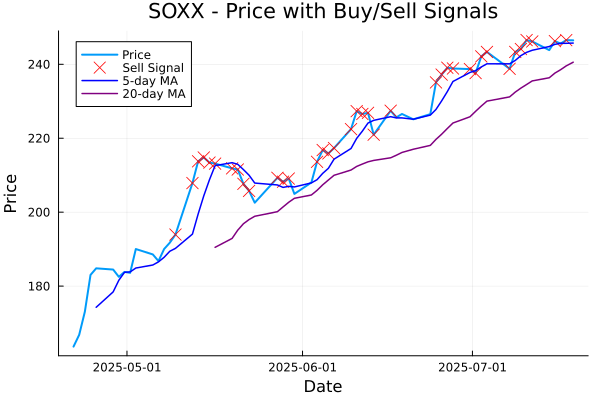 SOXX - Price with Buy/Sell Signals
Price
Sell Signal
5-day MA
20-day MA
240
220
200
180
Price
2025-05-01
2025-06-01
2025-07-01
Date